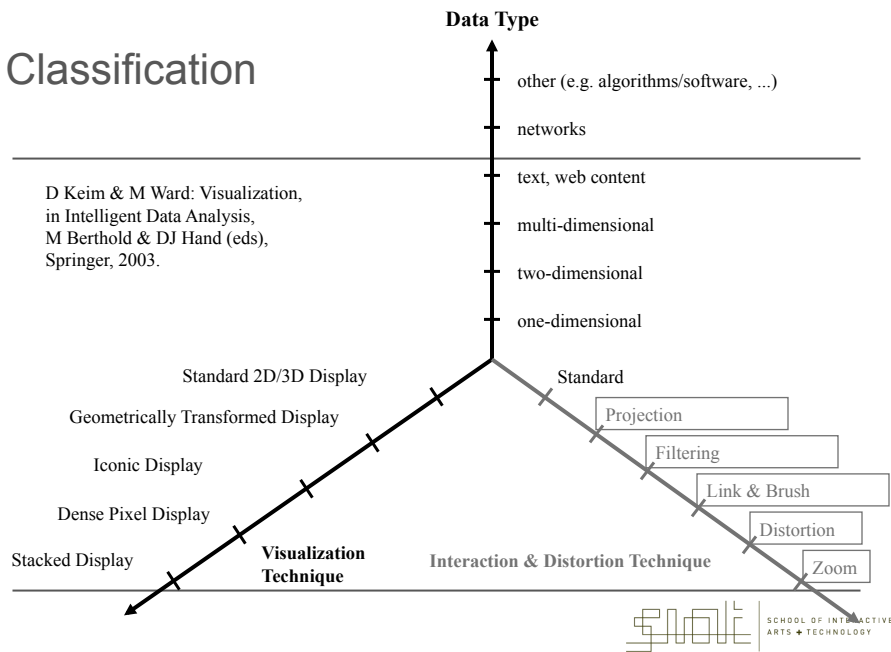 Data Type
Classification
other (e.g. algorithms/software, ...)
networks
text, web content
D Keim & M Ward: Visualization,
in Intelligent Data Analysis,
M Berthold & DJ Hand (eds),
Springer, 2003.
multi-dimensional
two-dimensional
one-dimensional
Standard 2D/3D Display
Geometrically Transformed Display
Iconic Display
Dense Pixel Display
Stacked Display
Visualization
Technique
Standard
Projection
Filtering
Link & Brush
Distortion
Zoom
Interaction & Distortion Technique
siat
SCHOOL OF INTERACTIVE
ARTS + TECHNOLOGY